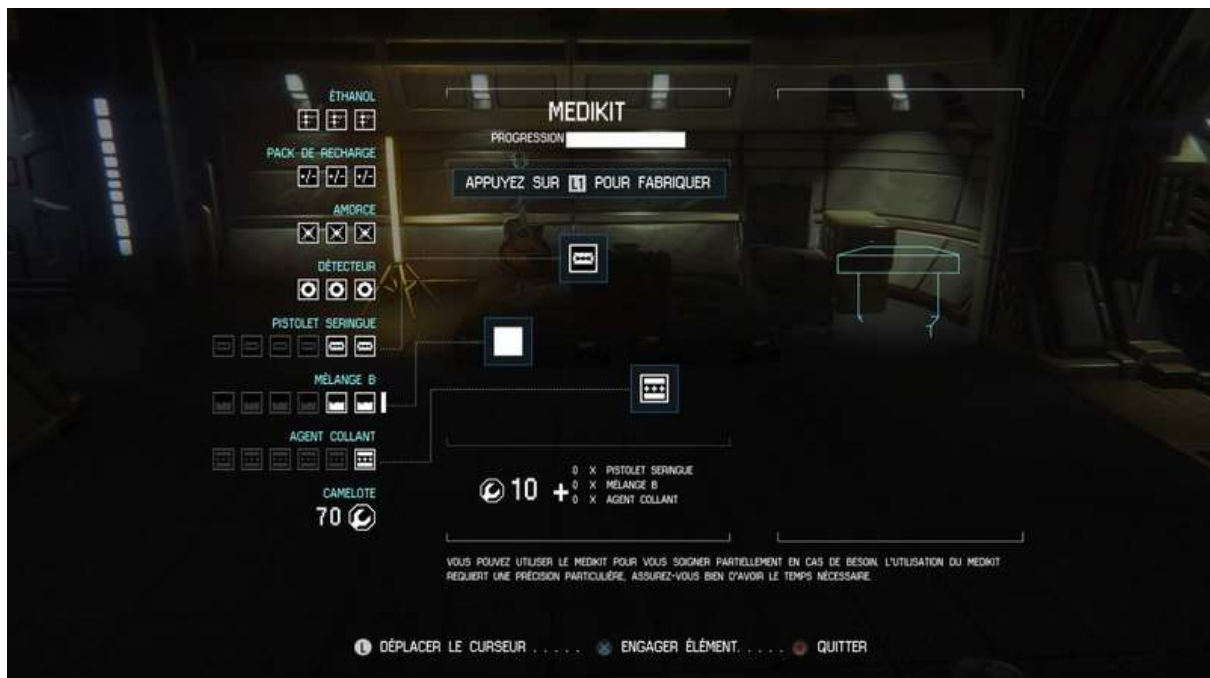 ÉTHANOL
PACK DE RECHARGE
+/- +/- +/-
AMORCE
DÉTECTEUR
PISTOLET SERINGUE
MÉLANGE B
AGENT COLLANT
CAMELOTE
70
MEDIKIT
PROGRESSION
APPUYEZ SUR L1 POUR FABRIQUER
10 +
0 X PISTOLET SERINGUE
0 X MÉLANGE B
0 X AGENT COLLANT
VOUS POUVEZ UTILISER LE MEDIKIT POUR VOUS SOIGNER PARTIELLEMENT EN CAS DE BESOIN. L'UTILISATION DU MEDIKIT
REQUIERT UNE PRÉCISION PARTICULIÈRE, ASSUREZ-VOUS BIEN D'AVOIR LE TEMPS NÉCESSAIRE.
L DÉPLACER LE CURSEUR . . . . . ENGAGER ÉLÉMENT. . . . . QUITTER